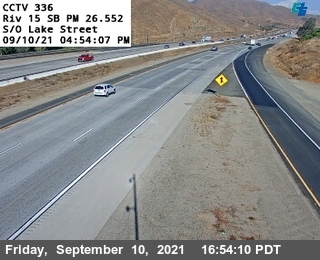 CCTV 336
Riv 15 SB PM 26.552
S/O Lake Street
09/10/21 04:54:07 PM
Friday, September 10, 2021 16:54:10 PDT